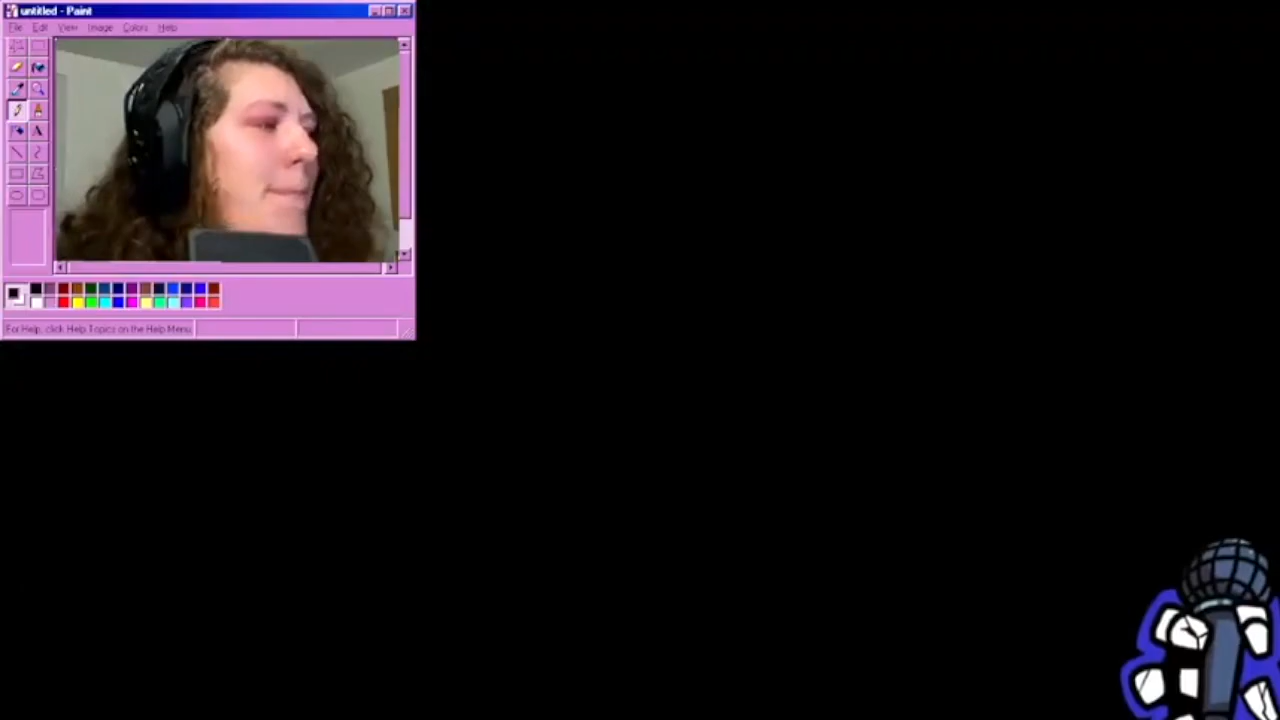 untitled - Paint
File Edit View Image Colors Help
A
For Help, click Help Topics on the Help Menu.